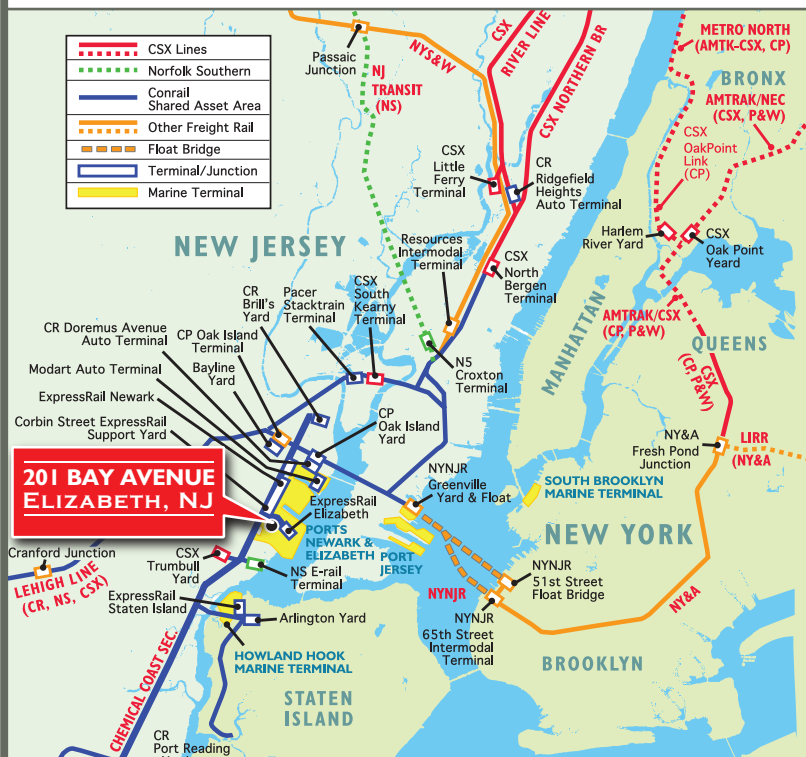 CSX Lines
Norfolk Southern
Conrail
Shared Asset Area
Other Freight Rail
Float Bridge
Terminal/Junction
Marine Terminal
Passaic
Junction
NYS&W
NJ
TRANSIT
(NS)
CSX
RIVER LINE
CSX NORTHERN BR
METRO NORTH
(AMTK-CSX, CP)
BRONX
AMTRAK/NEC
(CSX, P&W)
CSX
OakPoint
Link
(CP)
CSX
Little
Ferry
Terminal
CR
Ridgefield
Heights
Auto Terminal
Harlem
River Yard
CSX
Oak Point
Yeard
NEW JERSEY
Resources
Intermodal
Terminal
CSX
North
Bergen
Terminal
MANHATTAN
AMTRAK/CSX
(CP, P&W)
QUEENS
CSX
(CP, P&W)
CR
Brill's
Yard
Pacer
Stacktrain
Terminal
CSX
South
Kearny
Terminal
CR Doremus Avenue
Auto Terminal
CP Oak Island
Terminal
Modart Auto Terminal
Bayline
Yard
ExpressRail Newark
Corbin Street ExpressRail
Support Yard
N5
Croxton
Terminal
CP
Oak Island
Yard
NY&A
Fresh Pond
Junction
LIRR
(NY&A
201 BAY AVENUE
ELIZABETH, NJ
NYNJR
Greenville
Yard & Float
SOUTH BROOKLYN
MARINE TERMINAL
ExpressRail
Elizabeth
PORTS
NEWARK &
ELIZABETH
PORT
JERSEY
NEW YORK
Cranford Junction
LEHIGH LINE
(CR, NS, CSX)
CSX
Trumbull
Yard
NS E-rail
Terminal
NYNJR
51st Street
Float Bridge
NYNJR
NY&A
ExpressRail
Staten Island
Arlington Yard
NYNJR
65th Street
Intermodal
Terminal
HOWLAND HOOK
MARINE TERMINAL
BROOKLYN
CHEMICAL COAST SEC.
STATEN
ISLAND
CR
Port Reading